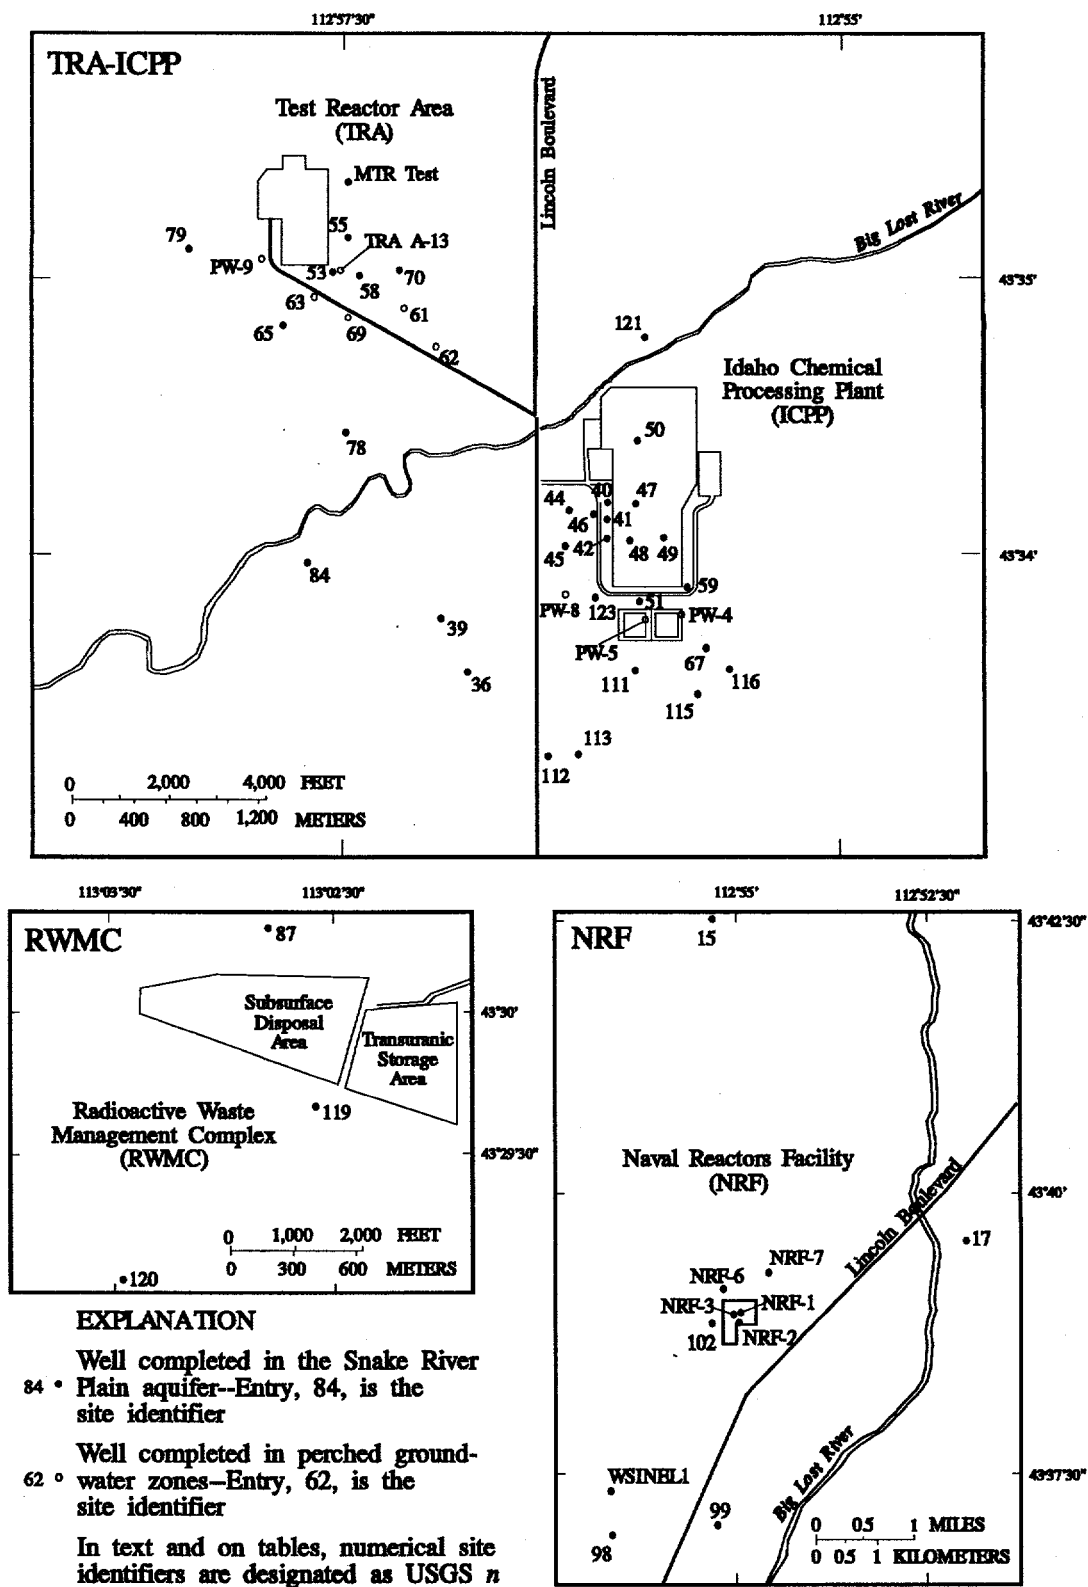 112°57'30" 112°55'
TRA-ICPP
Test Reactor Area
(TRA)
Lincoln Boulevard
MTR Test
Big Lost River
55
79
TRA A-13
PW-9
53
70
58
43°35'
63
61
69
65
121
62
Idaho Chemical
Processing Plant
(ICPP)
50
78
40
47
44
46
41
42
48
49
45
43°34'
84
59
PW-8
123
51
PW-4
39
PW-5
67
36
111
116
115
113
112
0 2,000 4,000 FEET
0 400 800 1,200 METERS
113°03'30" 113°02'30"
RWMC
87
Subsurface
Disposal
Area
43°30'
Transuranic
Storage
Area
119
Radioactive Waste
Management Complex
(RWMC)
43°29'30"
0 1,000 2,000 FEET
0 300 600 METERS
120
112°55' 112°52'30"
NRF
15
43°42'30"
Naval Reactors Facility
(NRF)
43°40'
Lincoln Boulevard
17
NRF-7
NRF-6
NRF-3
NRF-1
102
NRF-2
WSINEL1
43°37'30"
Big Lost River
99
98
0 0.5 1 MILES
0 0.5 1 KILOMETERS
EXPLANATION
Well completed in the Snake River
84 • Plain aquifer--Entry, 84, is the
site identifier
Well completed in perched ground-
62 ○ water zones--Entry, 62, is the
site identifier
In text and on tables, numerical site
identifiers are designated as USGS n